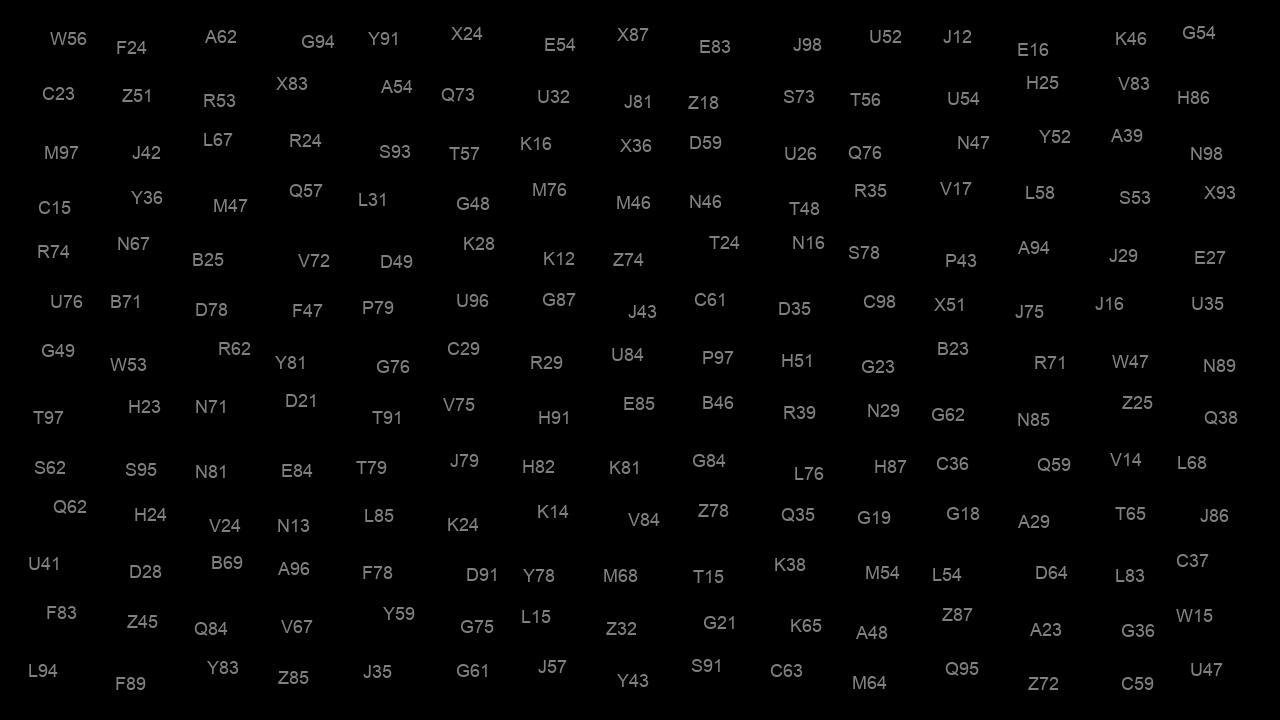 W56 F24 A62 G94 Y91 X24 E54 X87 E83 J98 U52 J12 E16 K46 G54
C23 Z51 R53 X83 A54 Q73 U32 J81 Z18 S73 T56 U54 H25 V83 H86
M97 J42 L67 R24 S93 T57 K16 X36 D59 U26 Q76 N47 Y52 A39 N98
C15 Y36 M47 Q57 L31 G48 M76 M46 N46 T48 R35 V17 L58 S53 X93
R74 N67 B25 V72 D49 K28 K12 Z74 T24 N16 S78 P43 A94 J29 E27
U76 B71 D78 F47 P79 U96 G87 J43 C61 D35 C98 X51 J75 J16 U35
G49 W53 R62 Y81 G76 C29 R29 U84 P97 H51 G23 B23 R71 W47 N89
T97 H23 N71 D21 T91 V75 H91 E85 B46 R39 N29 G62 N85 Z25 Q38
S62 S95 N81 E84 T79 J79 H82 K81 G84 L76 H87 C36 Q59 V14 L68
Q62 H24 V24 N13 L85 K24 K14 V84 Z78 Q35 G19 G18 A29 T65 J86
U41 D28 B69 A96 F78 D91 Y78 M68 T15 K38 M54 L54 D64 L83 C37
F83 Z45 Q84 V67 Y59 G75 L15 Z32 G21 K65 A48 Z87 A23 G36 W15
L94 F89 Y83 Z85 J35 G61 J57 Y43 S91 C63 M64 Q95 Z72 C59 U47